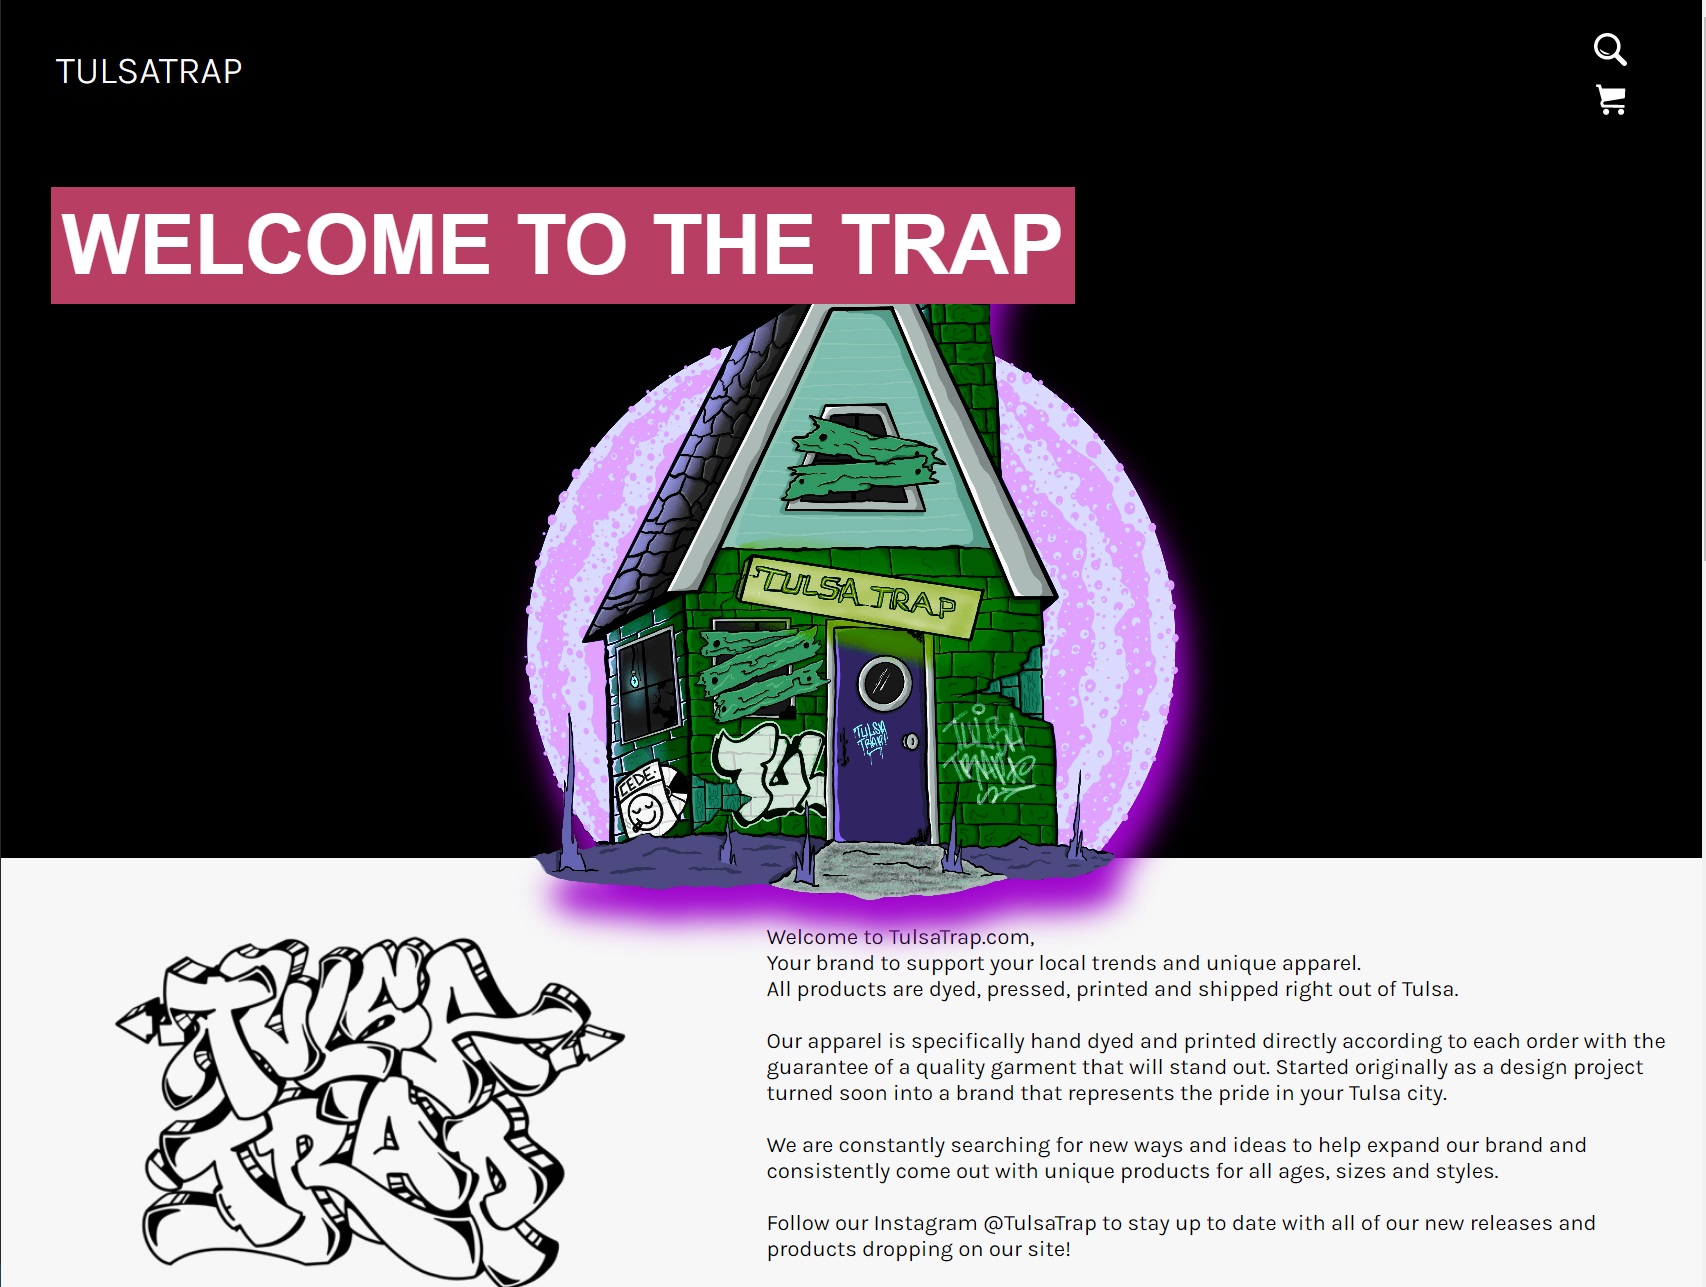 TULSATRAP
WELCOME TO THE TRAP
TULSA TRAP
TULSA
TRAP!
TULSA
TRAP
CEDE.
TUL
Welcome to TulsaTrap.com,
Your brand to support your local trends and unique apparel.
All products are dyed, pressed, printed and shipped right out of Tulsa.
Our apparel is specifically hand dyed and printed directly according to each order with the
guarantee of a quality garment that will stand out. Started originally as a design project
turned soon into a brand that represents the pride in your Tulsa city.
We are constantly searching for new ways and ideas to help expand our brand and
consistently come out with unique products for all ages, sizes and styles.
Follow our Instagram @TulsaTrap to stay up to date with all of our new releases and
products dropping on our site!
TULSA
TRAP